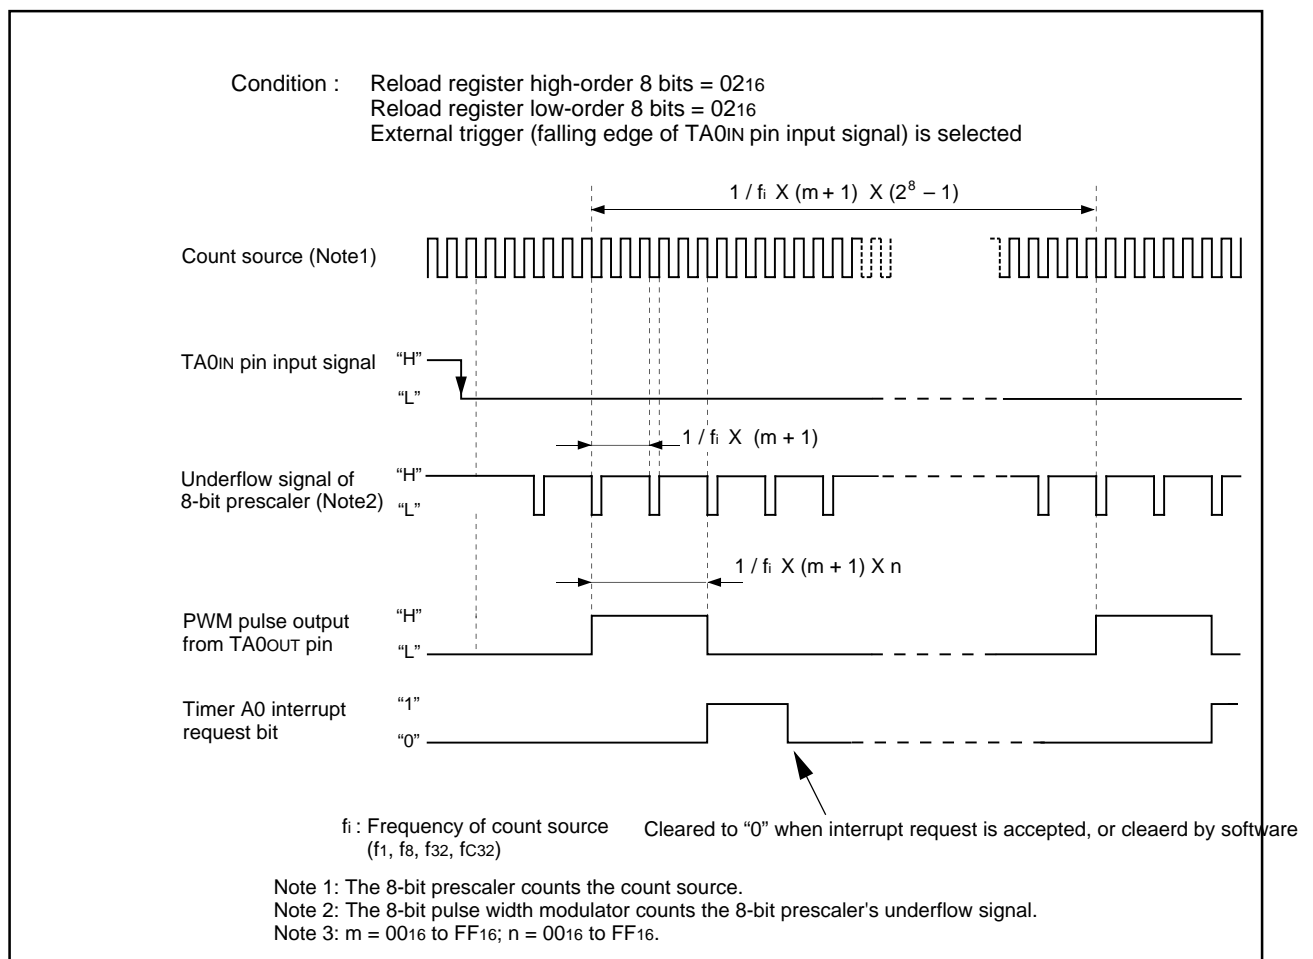 Condition : Reload register high-order 8 bits = 0216
Reload register low-order 8 bits = 0216
External trigger (falling edge of TA0IN pin input signal) is selected
1 / fi X (m + 1) X (2⁸ – 1)
Count source (Note1)
TA0IN pin input signal
“H”
“L”
1 / fi X (m + 1)
Underflow signal of
8-bit prescaler (Note2)
“H”
“L”
1 / fi X (m + 1) X n
PWM pulse output
from TA0OUT pin
“H”
“L”
Timer A0 interrupt
request bit
“1”
“0”
fi : Frequency of count source
(f1, f8, f32, fC32)
Cleared to “0” when interrupt request is accepted, or cleaerd by software
Note 1: The 8-bit prescaler counts the count source.
Note 2: The 8-bit pulse width modulator counts the 8-bit prescaler's underflow signal.
Note 3: m = 0016 to FF16; n = 0016 to FF16.